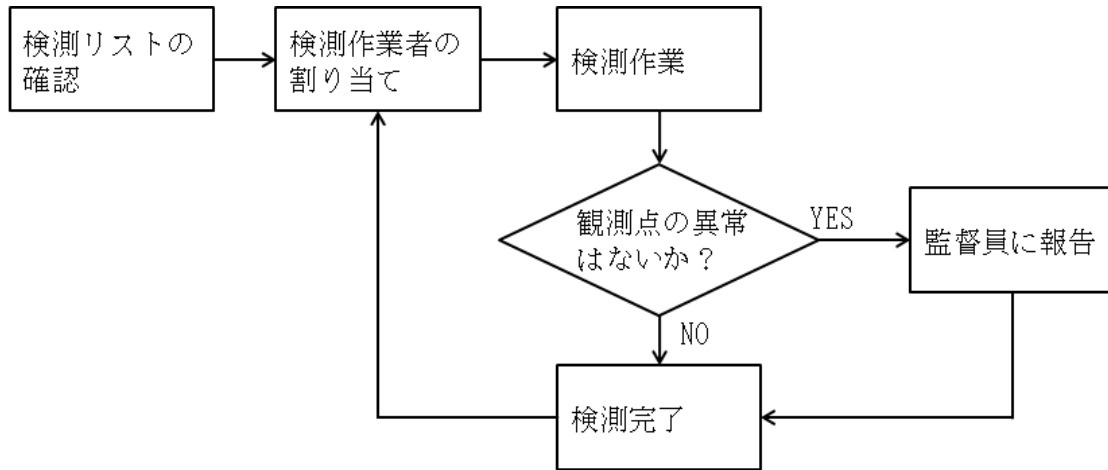 検測リストの
確認
検測作業者の
割り当て
検測作業
観測点の異常
はないか？
YES
監督員に報告
NO
検測完了